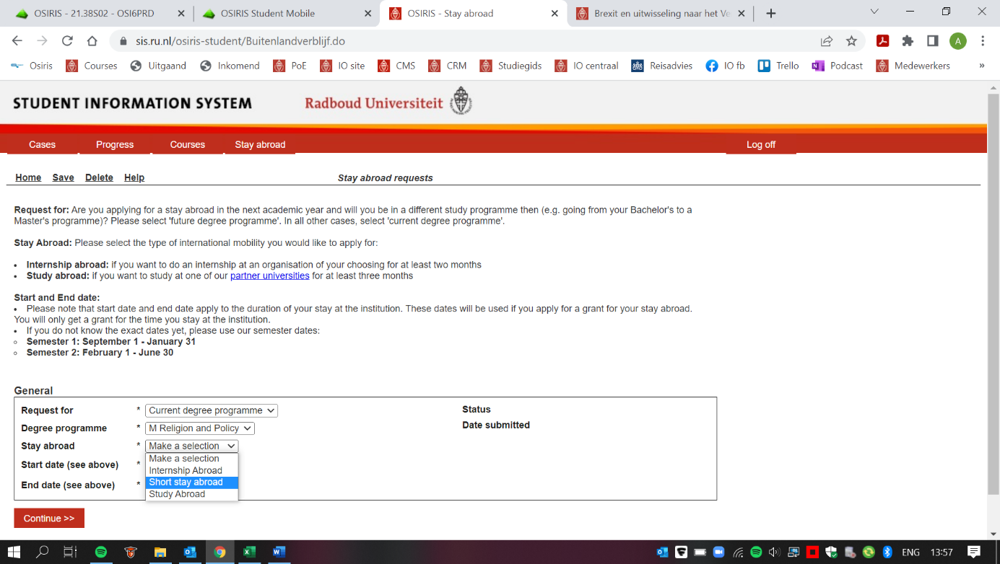 OSIRIS - 21.38S02 - OSI6PRD
OSIRIS Student Mobile
OSIRIS - Stay abroad
Brexit en uitwisseling naar het Ve
sis.ru.nl/osiris-student/Buitenlandverblijf.do
A
Osiris
Courses
Uitgaand
Inkomend
PoE
IO site
CMS
CRM
Studiegids
IO centraal
Reisadvies
IO fb
Trello
Podcast
Medewerkers
»
STUDENT INFORMATION SYSTEM
Radboud Universiteit
Cases
Progress
Courses
Stay abroad
Log off
Home Save Delete Help
Stay abroad requests
Request for: Are you applying for a stay abroad in the next academic year and will you be in a different study programme then (e.g. going from your Bachelor's to a
Master's programme)? Please select 'future degree programme'. In all other cases, select 'current degree programme'.
Stay Abroad: Please select the type of international mobility you would like to apply for:
• Internship abroad: if you want to do an internship at an organisation of your choosing for at least two months
• Study abroad: if you want to study at one of our partner universities for at least three months
Start and End date:
• Please note that start date and end date apply to the duration of your stay at the institution. These dates will be used if you apply for a grant for your stay abroad.
You will only get a grant for the time you stay at the institution.
• If you do not know the exact dates yet, please use our semester dates:
○ Semester 1: September 1 - January 31
○ Semester 2: February 1 - June 30
General
Request for * Current degree programme
Status
Degree programme * M Religion and Policy
Date submitted
Stay abroad * Make a selection
Make a selection
Start date (see above) *
Internship Abroad
Short stay abroad
End date (see above) *
Study Abroad
Continue >>
ENG 13:57